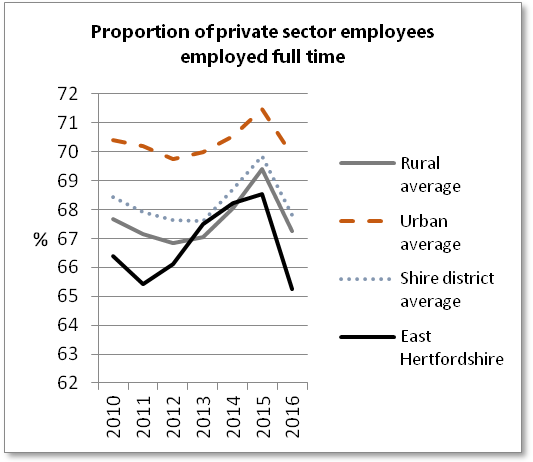 Proportion of private sector employees
employed full time
72
71
70
69
68
67
66
65
64
63
62
%
2010
2011
2012
2013
2014
2015
2016
Rural
average
Urban
average
Shire district
average
East
Hertfordshire